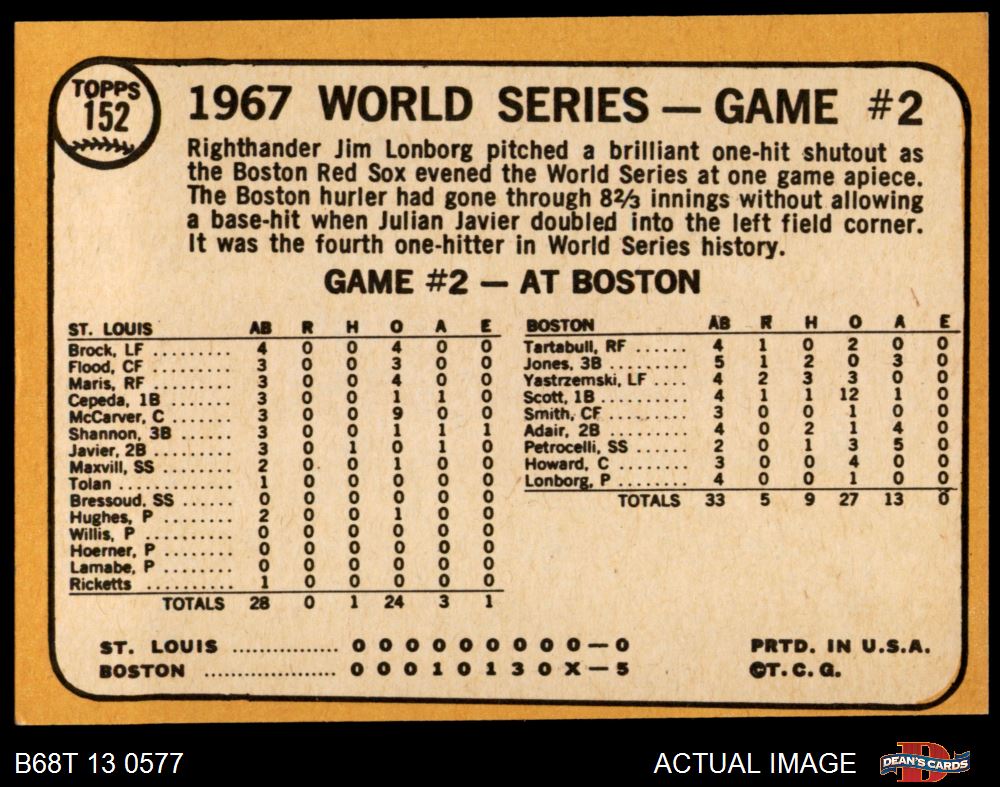 TOPPS
152
1967 WORLD SERIES — GAME #2
Righthander Jim Lonborg pitched a brilliant one-hit shutout as
the Boston Red Sox evened the World Series at one game apiece.
The Boston hurler had gone through 8⅔ innings without allowing
a base-hit when Julian Javier doubled into the left field corner.
It was the fourth one-hitter in World Series history.
GAME #2 — AT BOSTON
ST. LOUIS AB R H O A E
Brock, LF ......... 4 0 0 4 0 0
Flood, CF ......... 3 0 0 3 0 0
Maris, RF ......... 3 0 0 4 0 0
Cepeda, 1B ........ 3 0 0 1 1 0
McCarver, C ....... 3 0 0 9 0 0
Shannon, 3B ...... 3 0 0 1 1 1
Javier, 2B ......... 3 0 1 0 1 0
Maxvill, SS ........ 2 0 0 1 0 0
Tolan ............. 1 0 0 0 0 0
Bressoud, SS ...... 0 0 0 0 0 0
Hughes, P ........ 2 0 0 1 0 0
Willis, P .......... 0 0 0 0 0 0
Hoerner, P ........ 0 0 0 0 0 0
Lamabe, P ........ 0 0 0 0 0 0
Ricketts .......... 1 0 0 0 0 0
TOTALS 28 0 1 24 3 1
BOSTON AB R H O A E
Tartabull, RF ...... 4 1 0 2 0 0
Jones, 3B ......... 5 1 2 0 3 0
Yastrzemski, LF .... 4 2 3 3 0 0
Scott, 1B ......... 4 1 1 12 1 0
Smith, CF ......... 3 0 0 1 0 0
Adair, 2B ......... 4 0 2 1 4 0
Petrocelli, SS ...... 2 0 1 3 5 0
Howard, C ........ 3 0 0 4 0 0
Lonborg, P ........ 4 0 0 1 0 0
TOTALS 33 5 9 27 13 0
ST. LOUIS ............... 0 0 0 0 0 0 0 0 0 — 0
BOSTON .................. 0 0 0 1 0 1 3 0 X — 5
PRTD. IN U.S.A.
©T. C. G.
B68T 13 0577
ACTUAL IMAGE
D
DEAN'S CARDS